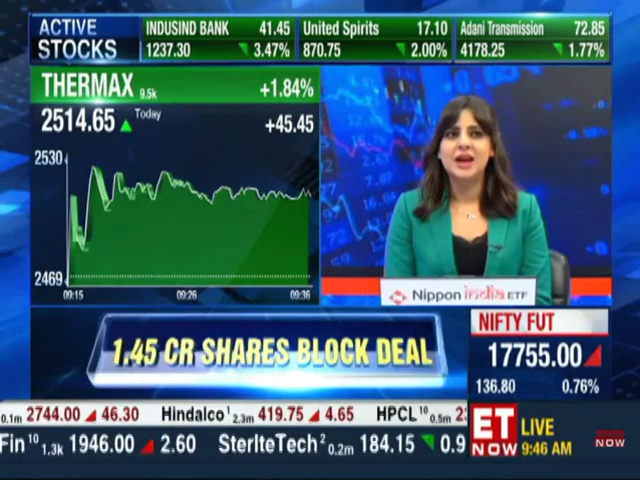 ACTIVE
STOCKS
INDUSIND BANK 41.45
1237.30 3.47%
United Spirits 17.10
870.75 2.00%
Adani Transmission 72.85
4178.25 1.77%
THERMAX 9.5k +1.84%
2514.65 Today +45.45
2530
2469
09:15 09:26 09:36
Nippon india ETF
1.45 CR SHARES BLOCK DEAL
NIFTY FUT
17755.00
136.80 0.76%
0.1m 2744.00 46.30 Hindalco 1 2.3m 419.75 4.65 HPCL 10 0.5m
Fin 10 1.3k 1946.00 2.60 SterlteTech 2 0.2m 184.15 0.9
ET
NOW
LIVE
9:46 AM
NOW